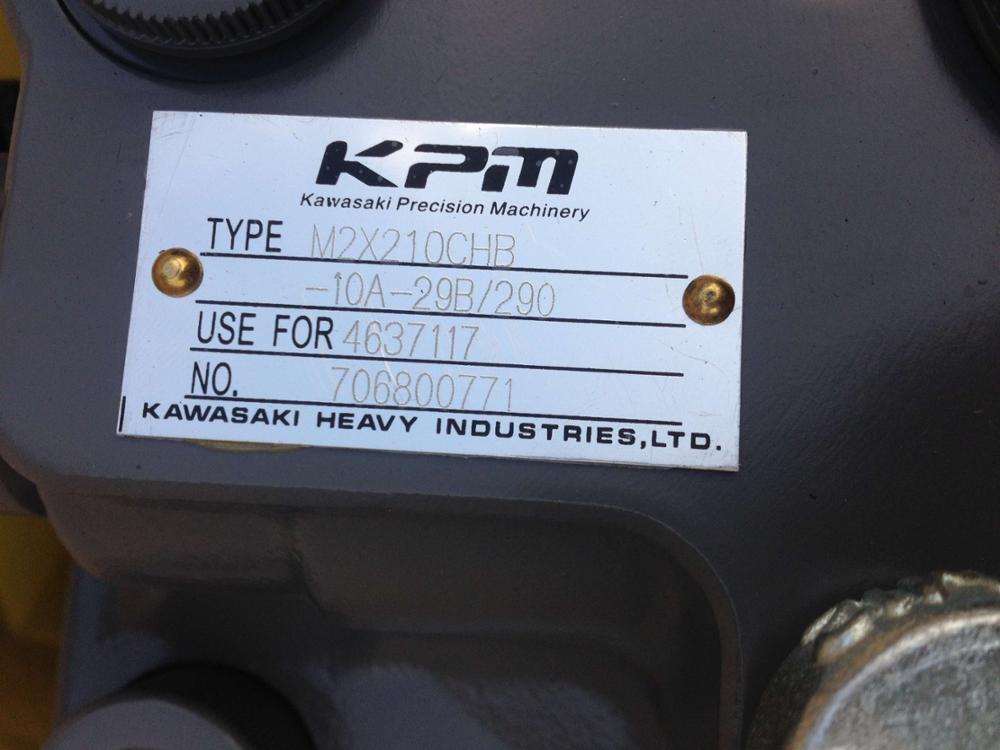 KPM
Kawasaki Precision Machinery
TYPE M2X210CHB
-10A-29B/290
USE FOR 4637117
NO. 706800771
KAWASAKI HEAVY INDUSTRIES,LTD.